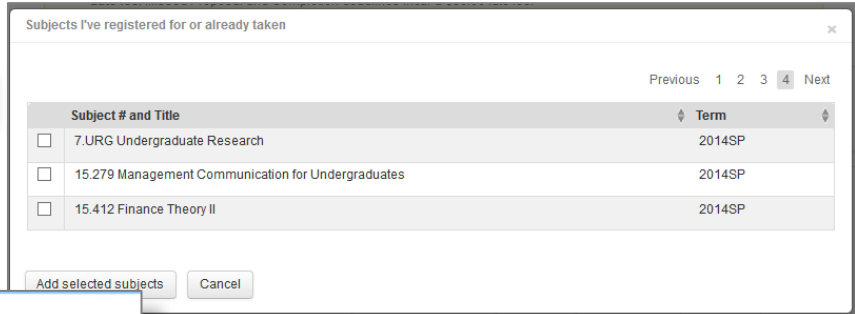 Subjects I've registered for or already taken ×
Previous 1 2 3 4 Next
Subject # and Title Term
7.URG Undergraduate Research 2014SP
15.279 Management Communication for Undergraduates 2014SP
15.412 Finance Theory II 2014SP
Add selected subjects Cancel